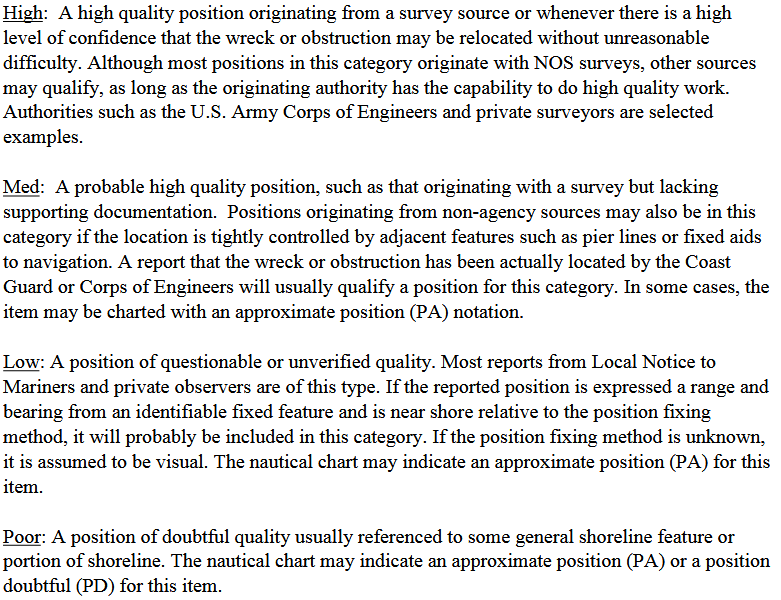 High:  A high quality position originating from a survey source or whenever there is a high
level of confidence that the wreck or obstruction may be relocated without unreasonable
difficulty. Although most positions in this category originate with NOS surveys, other sources
may qualify, as long as the originating authority has the capability to do high quality work.
Authorities such as the U.S. Army Corps of Engineers and private surveyors are selected
examples.

Med:  A probable high quality position, such as that originating with a survey but lacking
supporting documentation.  Positions originating from non-agency sources may also be in this
category if the location is tightly controlled by adjacent features such as pier lines or fixed aids
to navigation. A report that the wreck or obstruction has been actually located by the Coast
Guard or Corps of Engineers will usually qualify a position for this category. In some cases, the
item may be charted with an approximate position (PA) notation.

Low: A position of questionable or unverified quality. Most reports from Local Notice to
Mariners and private observers are of this type. If the reported position is expressed a range and
bearing from an identifiable fixed feature and is near shore relative to the position fixing
method, it will probably be included in this category. If the position fixing method is unknown,
it is assumed to be visual. The nautical chart may indicate an approximate position (PA) for this
item.

Poor: A position of doubtful quality usually referenced to some general shoreline feature or
portion of shoreline. The nautical chart may indicate an approximate position (PA) or a position
doubtful (PD) for this item.